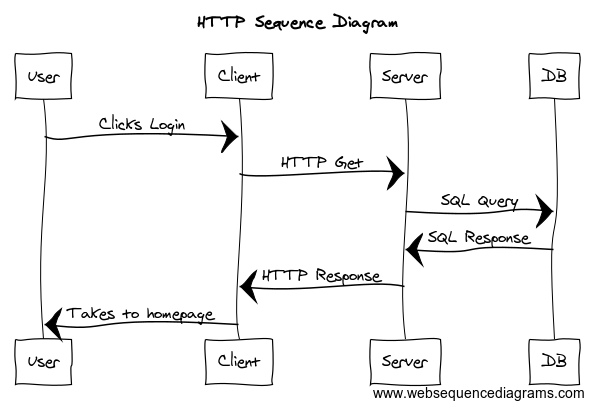 HTTP Sequence Diagram
User
Client
Server
DB
Clicks Login
HTTP Get
SQL Query
SQL Response
HTTP Response
Takes to homepage
User
Client
Server
DB
www.websequencediagrams.com